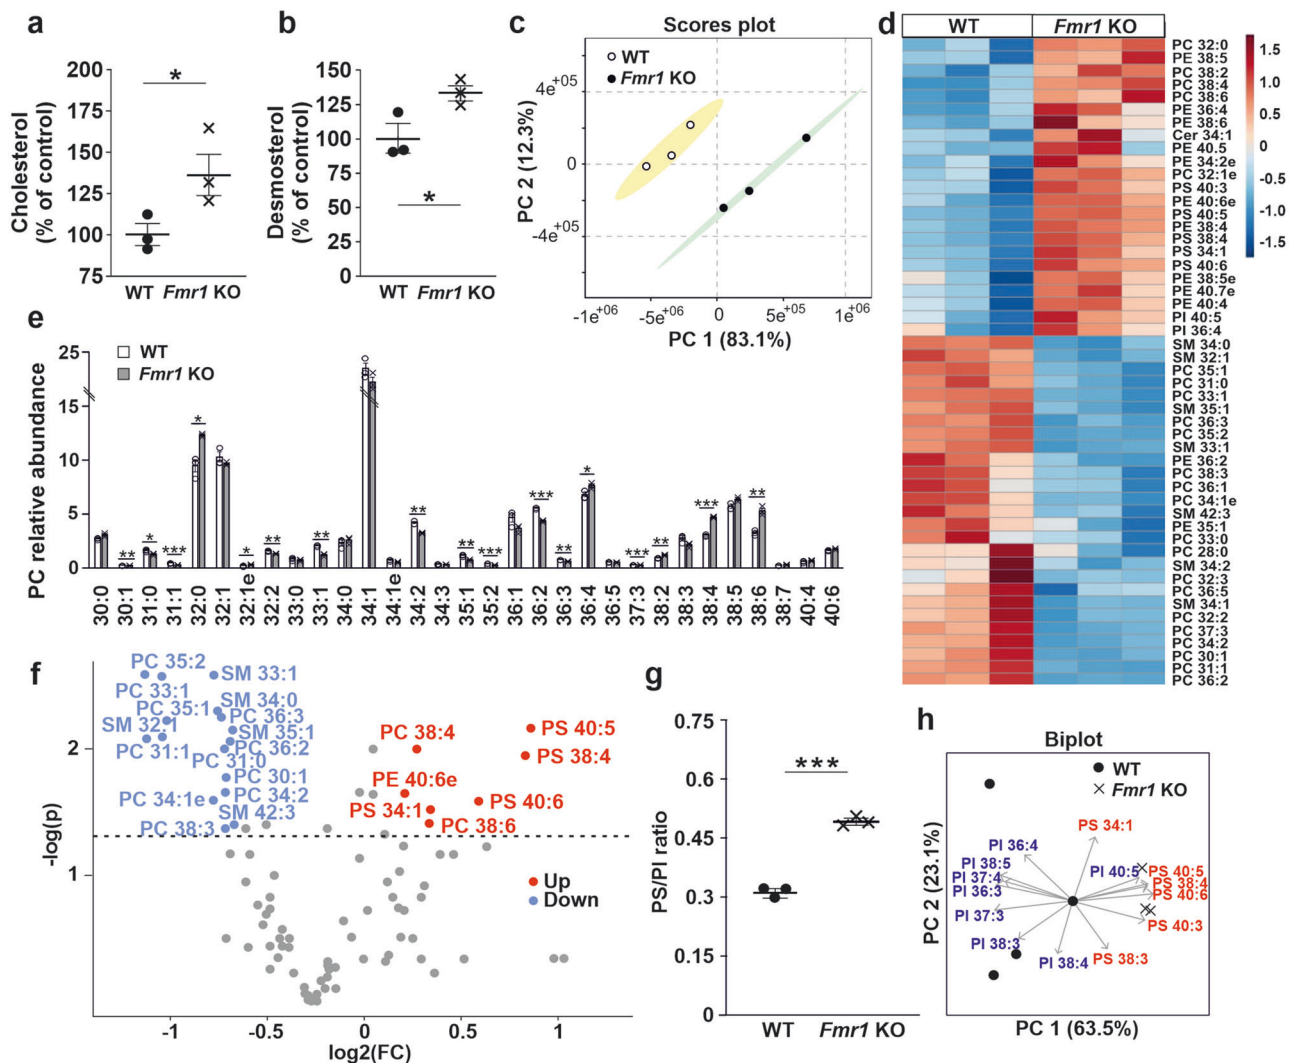 a
200
175
150
125
100
75
Cholesterol
(% of control)
*
WT Fmr1 KO
b
150
125
100
75
50
25
0
Desmosterol
(% of control)
*
WT Fmr1 KO
c
Scores plot
WT
Fmr1 KO
4e+05
0
-4e+05
PC 2 (12.3%)
-1e+06 -5e+05 0 5e+05 1e+06
PC 1 (83.1%)
d
WT Fmr1 KO
PC 32:0
PE 38:5
PC 38:2
PC 38:4
PC 38:6
PE 36:4
PE 38:6
Cer 34:1
PE 40:5
PE 34:2e
PC 32:1e
PS 40:3
PE 40:6e
PS 40:5
PE 38:4
PS 38:4
PS 34:1
PS 40:6
PE 38:5e
PE 40:7e
PE 40:4
PI 40:5
PI 36:4
SM 34:0
SM 32:1
PC 35:1
PC 31:0
PC 33:1
SM 35:1
PC 36:3
PC 35:2
SM 33:1
PE 36:2
PC 38:3
PC 36:1
PC 34:1e
SM 42:3
PE 35:1
PC 33:0
PC 28:0
SM 34:2
PC 32:3
PC 36:5
SM 34:1
PC 32:2
PC 37:3
PC 34:2
PC 30:1
PC 31:1
PC 36:2
1.5
1
0.5
0
-0.5
-1
-1.5
e
WT
Fmr1 KO
25
15
10
5
0
PC relative abundance
** * *** * * ** ** ** ** *** *** ** * *** ** *** **
30:0 30:1 31:0 31:1 32:0 32:1 32:1e 32:2 33:0 33:1 34:0 34:1 34:1e 34:2 34:3 35:1 35:2 36:1 36:2 36:3 36:4 36:5 37:3 38:2 38:3 38:4 38:5 38:6 38:7 40:4 40:6
f
PC 35:2
SM 33:1
PC 33:1
SM 34:0
PC 35:1
PC 36:3
SM 32:1
SM 35:1
PC 31:1
PC 36:2
PC 31:0
PC 30:1
PC 34:1e
PC 34:2
SM 42:3
PC 38:3
PC 38:4
PS 40:5
PS 38:4
PE 40:6e
PS 40:6
PS 34:1
PC 38:6
Up
Down
2
1
-log(p)
-1 -0.5 0 0.5 1
log2(FC)
g
0.75
0.6
0.45
0.3
0.15
0
PS/PI ratio
***
WT Fmr1 KO
h
Biplot
WT
Fmr1 KO
PS 34:1
PI 36:4
PI 38:5
PI 40:5
PS 40:5
PI 37:4
PS 38:4
PI 36:3
PS 40:6
PI 37:3
PS 40:3
PI 38:3
PI 38:4
PS 38:3
PC 2 (23.1%)
PC 1 (63.5%)